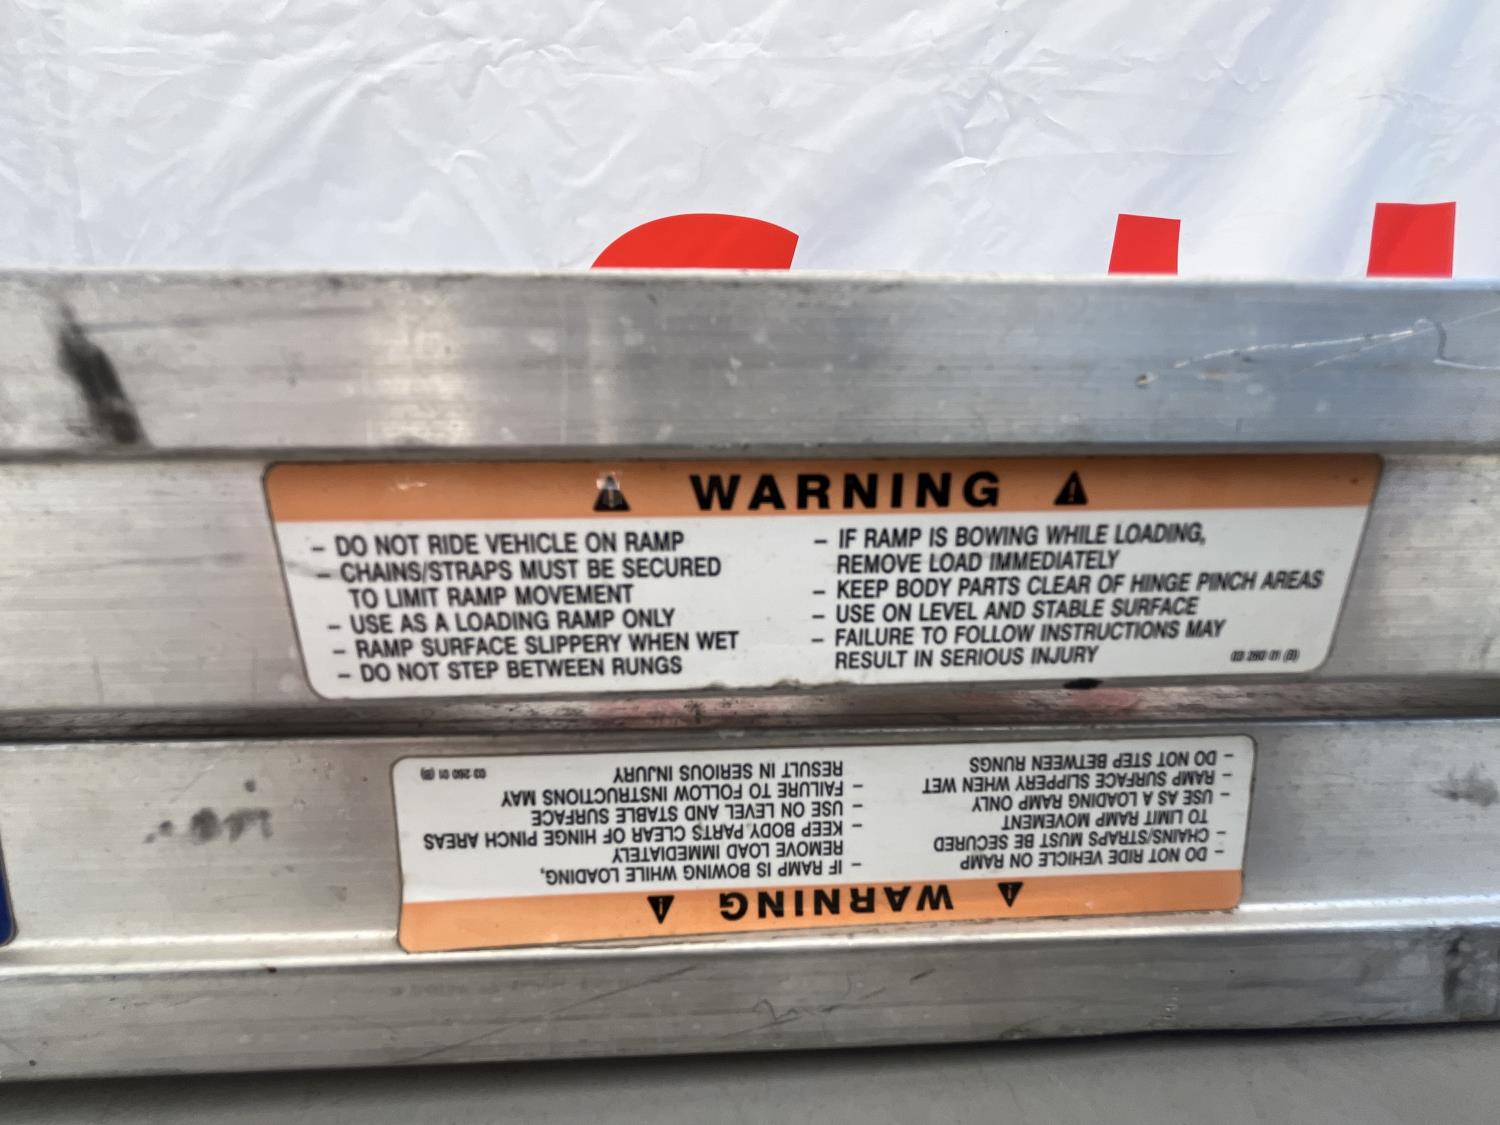 WARNING
- DO NOT RIDE VEHICLE ON RAMP
- CHAINS/STRAPS MUST BE SECURED
TO LIMIT RAMP MOVEMENT
- USE AS A LOADING RAMP ONLY
- RAMP SURFACE SLIPPERY WHEN WET
- DO NOT STEP BETWEEN RUNGS
- IF RAMP IS BOWING WHILE LOADING,
REMOVE LOAD IMMEDIATELY
- KEEP BODY PARTS CLEAR OF HINGE PINCH AREAS
- USE ON LEVEL AND STABLE SURFACE
- FAILURE TO FOLLOW INSTRUCTIONS MAY
RESULT IN SERIOUS INJURY
03 260 01 (B)
WARNING
- DO NOT RIDE VEHICLE ON RAMP
- CHAINS/STRAPS MUST BE SECURED
TO LIMIT RAMP MOVEMENT
- USE AS A LOADING RAMP ONLY
- RAMP SURFACE SLIPPERY WHEN WET
- DO NOT STEP BETWEEN RUNGS
- IF RAMP IS BOWING WHILE LOADING,
REMOVE LOAD IMMEDIATELY
- KEEP BODY PARTS CLEAR OF HINGE PINCH AREAS
- USE ON LEVEL AND STABLE SURFACE
- FAILURE TO FOLLOW INSTRUCTIONS MAY
RESULT IN SERIOUS INJURY
03 260 01 (B)